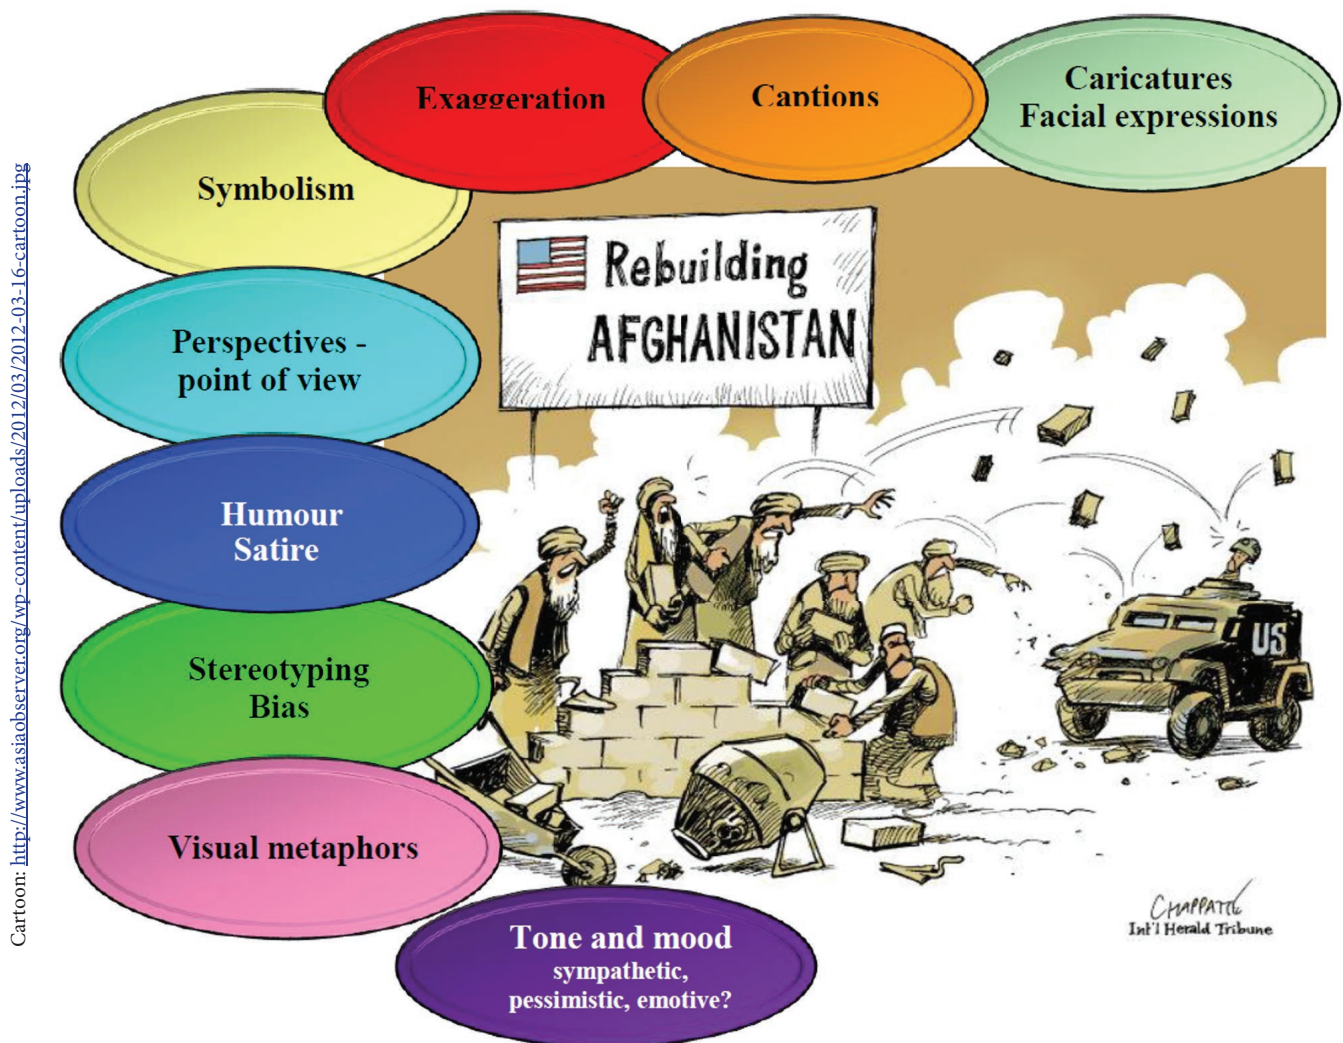 Exaggeration
Captions
Caricatures
Facial expressions
Symbolism
Perspectives -
point of view
Humour
Satire
Stereotyping
Bias
Visual metaphors
Tone and mood
sympathetic,
pessimistic, emotive?
Rebuilding
AFGHANISTAN
US
CHAPPATTE
Int'l Herald Tribune
Cartoon: http://www.asiaobserver.org/wp-content/uploads/2012/03/2012-03-16-cartoon.jpg